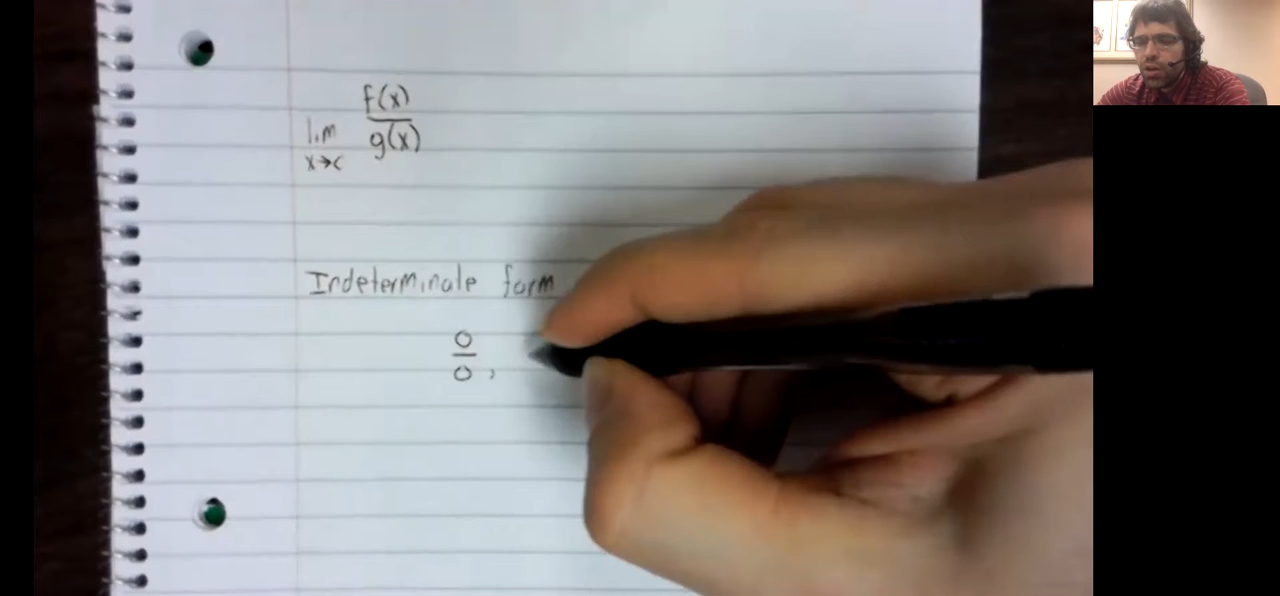 lim x→c f(x)/g(x)
Indeterminate form
0/0,